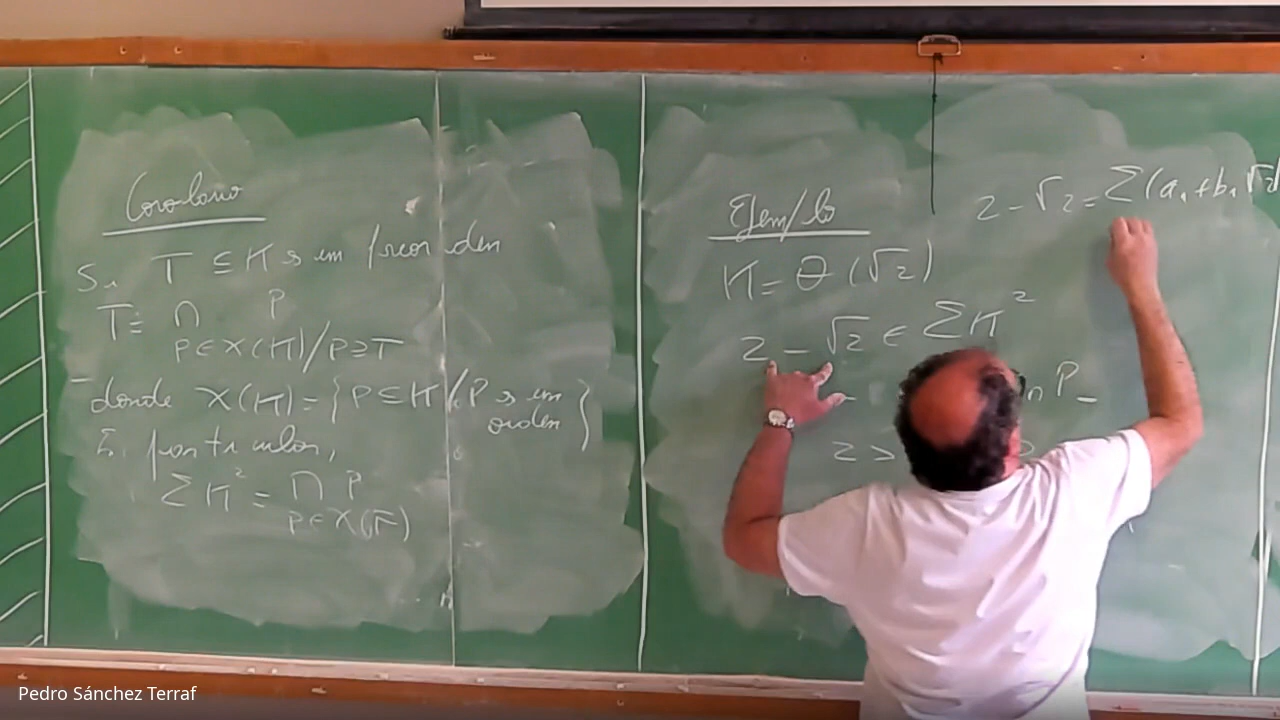 Corolario
Si T ⊆ K es un preorden
T = ∩ P
P ∈ X(K)/P ⊇ T
donde X(K) = {P ⊆ K / P es un orden}
En particular,
ΣK² = ∩ P
P ∈ X(K)
Ejemplo
K = Q(√2)
2 - √2 ∈ ΣK²
n P
2 >
2 - √2 = Σ(a₁ + b₁√2)
Pedro Sánchez Terraf